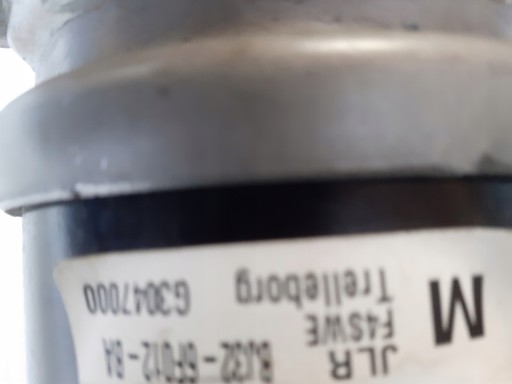 M
JLR BJ32-6F012-BA
F4SWE
Trelleborg G3047000